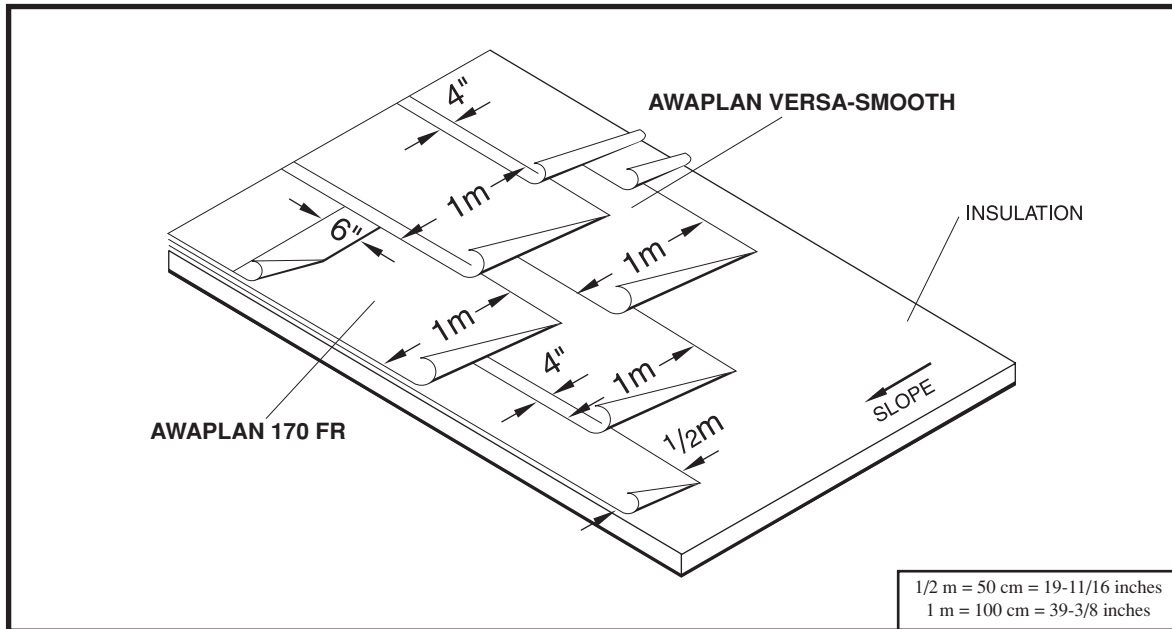 4"
AWAPLAN VERSA-SMOOTH
1m
6"
INSULATION
1m
1m
4"
1m
SLOPE
AWAPLAN 170 FR
1/2m
1/2 m = 50 cm = 19-11/16 inches
1 m = 100 cm = 39-3/8 inches